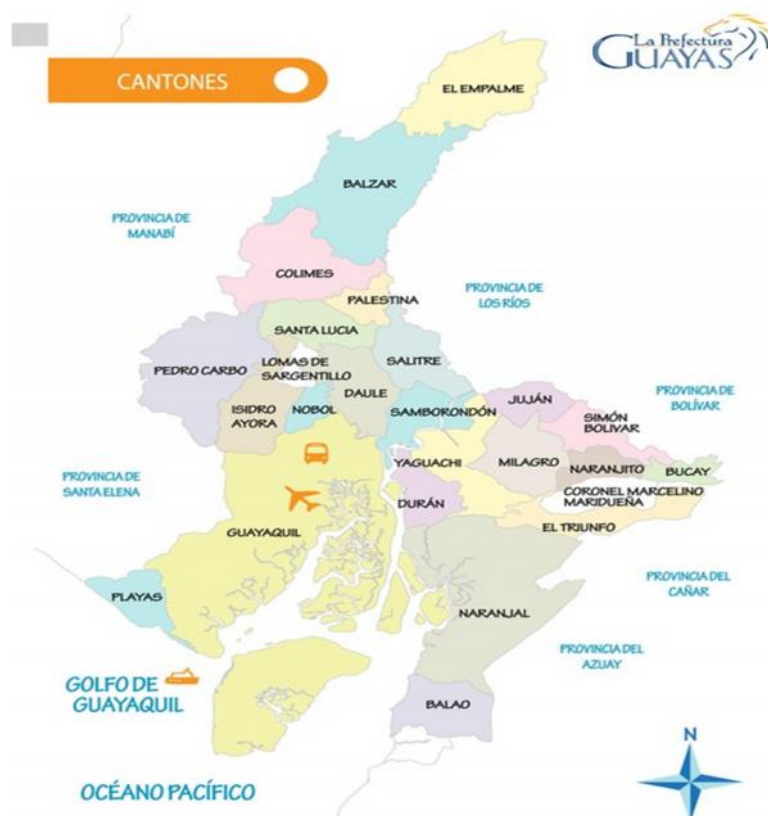 La Prefectura
GUAYAS
CANTONES
EL EMPALME
BALZAR
PROVINCIA DE
MANABÍ
COLIMES
PROVINCIA DE
LOS RÍOS
PALESTINA
SANTA LUCIA
PEDRO CARBO
LOMAS DE
SARGENTILLO
SALITRE
DAULE
ISIDRO
AYORA
NOBOL
SAMBORONDÓN
JUJÁN
PROVINCIA DE
BOLÍVAR
SIMÓN
BOLIVAR
PROVINCIA DE
SANTA ELENA
YAGUACHI
MILAGRO
NARANJITO
BUCAY
DURÁN
CORONEL MARCELINO
MARIDUEÑA
GUAYAQUIL
EL TRIUNFO
PLAYAS
PROVINCIA DEL
CAÑAR
NARANJAL
PROVINCIA DEL
AZUAY
GOLFO DE
GUAYAQUIL
BALAO
N
OCÉANO PACÍFICO